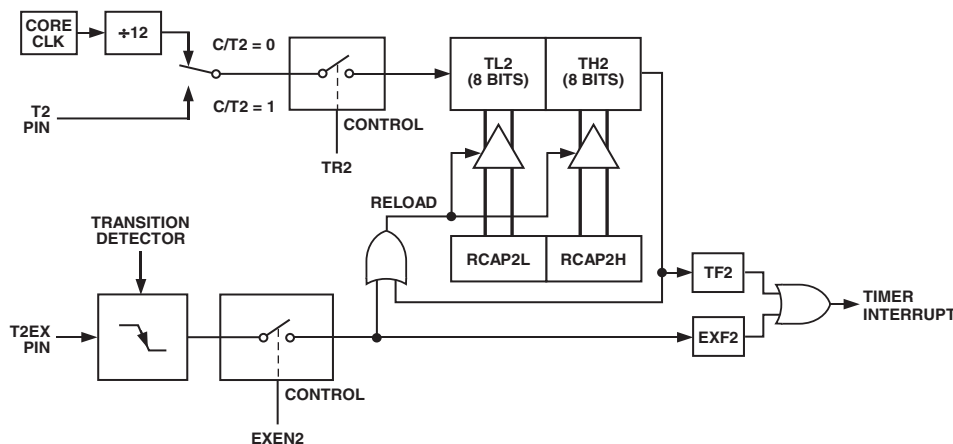 CORE
CLK
÷12
C/T2 = 0
C/T2 = 1
T2
PIN
CONTROL
TR2
TL2
(8 BITS)
TH2
(8 BITS)
RELOAD
TRANSITION
DETECTOR
RCAP2L
RCAP2H
TF2
TIMER
INTERRUPT
T2EX
PIN
EXF2
CONTROL
EXEN2